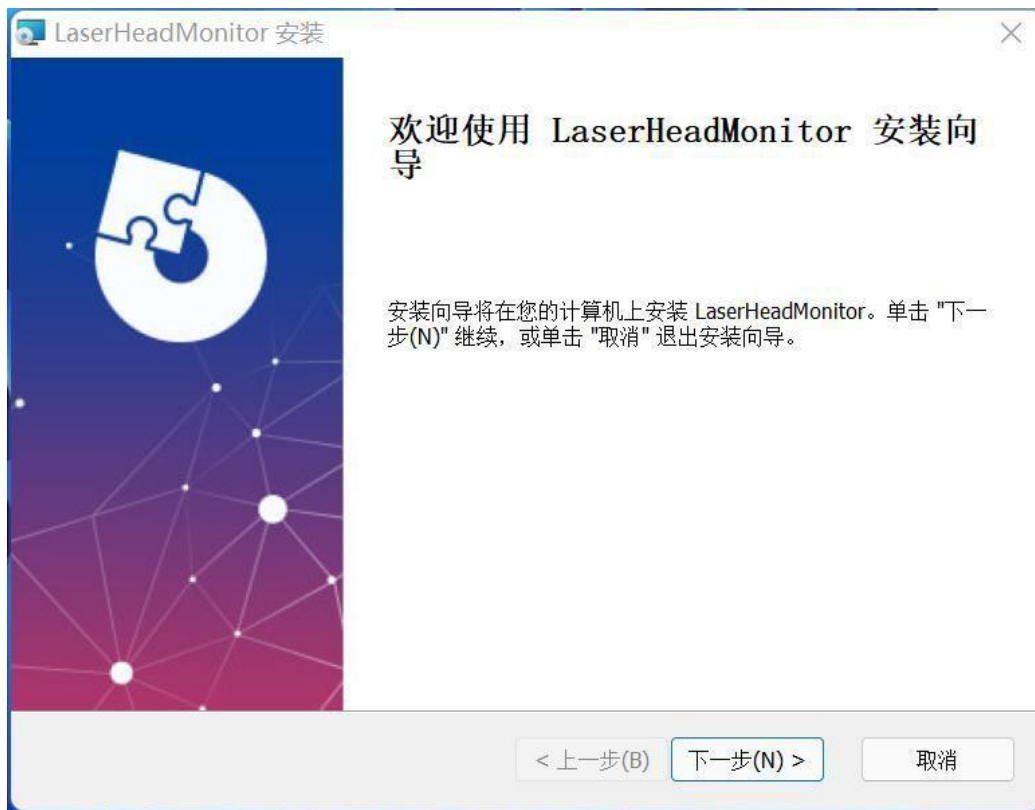 LaserHeadMonitor 安装
欢迎使用 LaserHeadMonitor 安装向
导
安装向导将在您的计算机上安装 LaserHeadMonitor。单击 "下一
步(N)" 继续，或单击 "取消" 退出安装向导。
< 上一步(B) 下一步(N) > 取消